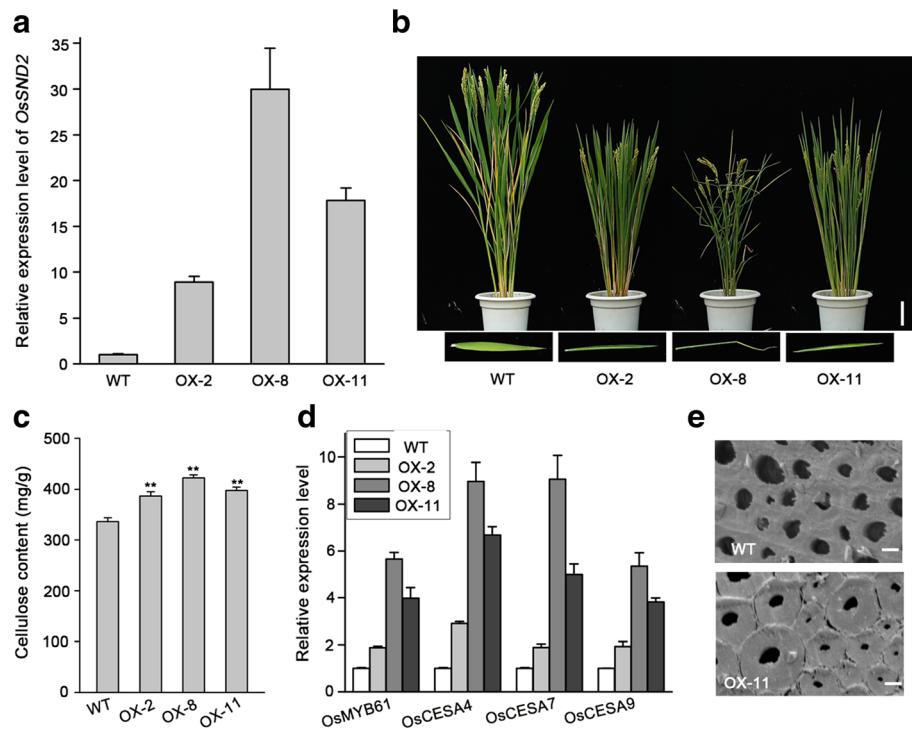 a
Relative expression level of OsSND2
35
30
25
20
15
10
5
0
WT OX-2 OX-8 OX-11
b
WT OX-2 OX-8 OX-11
c
Cellulose content (mg/g)
500
400
300
200
100
0
** ** **
WT OX-2 OX-8 OX-11
d
Relative expression level
10
8
6
4
2
0
WT
OX-2
OX-8
OX-11
OsMYB61 OsCESA4 OsCESA7 OsCESA9
e
WT
OX-11